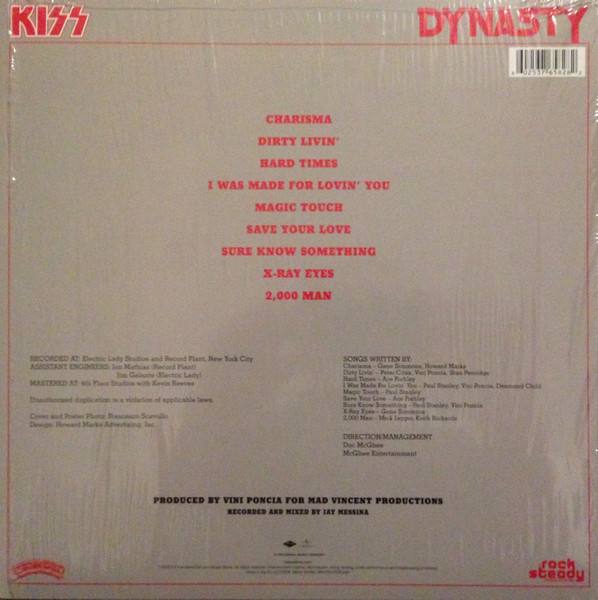 KISS
DYNASTY
CHARISMA
DIRTY LIVIN'
HARD TIMES
I WAS MADE FOR LOVIN' YOU
MAGIC TOUCH
SAVE YOUR LOVE
SURE KNOW SOMETHING
X-RAY EYES
2,000 MAN
RECORDED AT: Electric Lady Studios and Record Plant, New York City
ASSISTANT ENGINEERS: Jon Mathias (Record Plant)
Jim Galante (Electric Lady)
MASTERED AT: 4th Floor Studios with Kevin Reeves
Unauthorized duplication is a violation of applicable laws.
Cover and Poster Photo: Francesco Scavullo
Design: Howard Marks Advertising, Inc.
SONGS WRITTEN BY:
Charisma – Gene Simmons, Howard Marks
Dirty Livin' – Peter Criss, Vini Poncia, Stan Penridge
Hard Times – Ace Frehley
I Was Made For Lovin' You – Paul Stanley, Vini Poncia, Desmond Child
Magic Touch – Paul Stanley
Save Your Love – Ace Frehley
Sure Know Something – Paul Stanley, Vini Poncia
X-Ray Eyes – Gene Simmons
2,000 Man – Mick Jagger, Keith Richards
DIRECTION/MANAGEMENT
Doc McGhee
McGhee Entertainment
PRODUCED BY VINI PONCIA FOR MAD VINCENT PRODUCTIONS
RECORDED AND MIXED BY JAY MESSINA
rock
steady